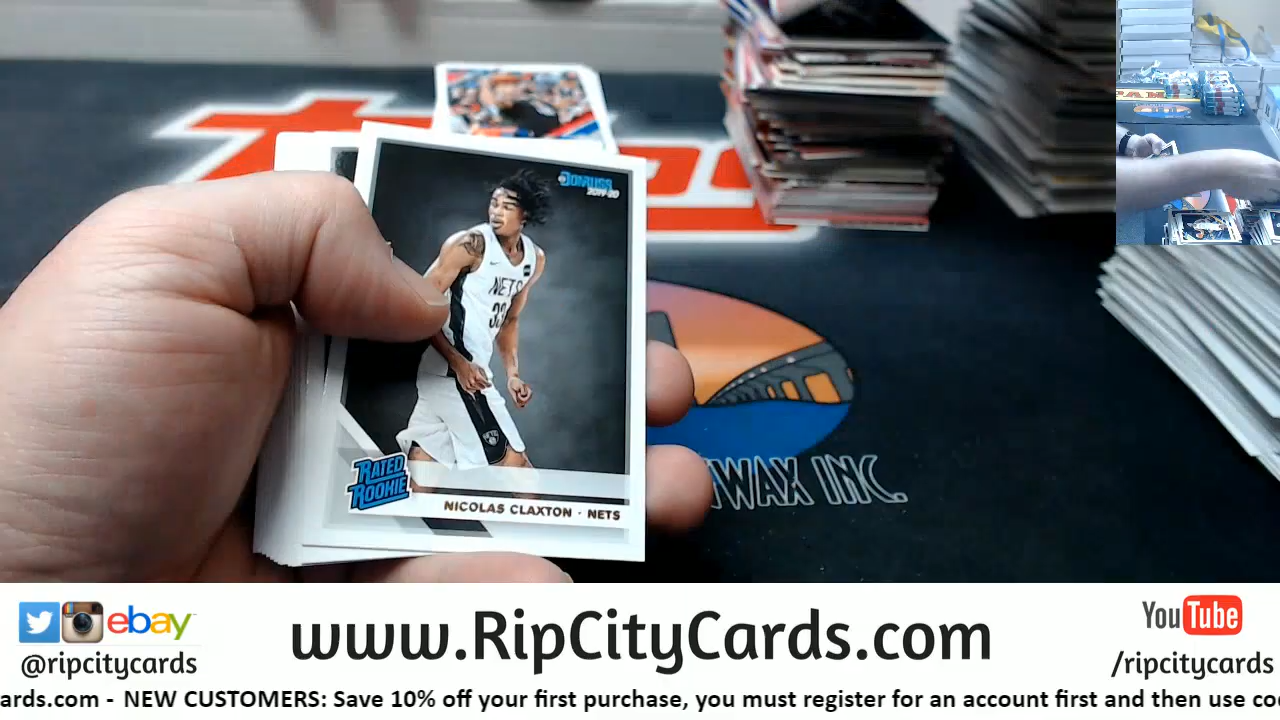 DONRUSS
2019-20
NETS
33
RATED
ROOKIE
NICOLAS CLAXTON · NETS
WAX INC.
ebay
@ripcitycards
www.RipCityCards.com
YouTube
/ripcitycards
cards.com - NEW CUSTOMERS: Save 10% off your first purchase, you must register for an account first and then use co